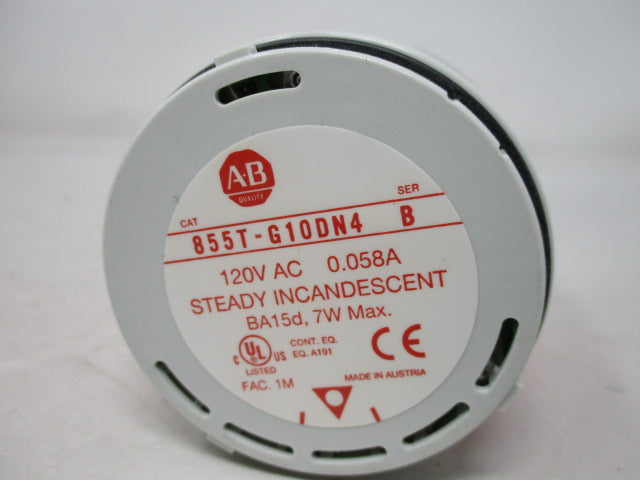 A·B
QUALITY
CAT SER
855T-G10DN4 B
120V AC 0.058A
STEADY INCANDESCENT
BA15d, 7W Max.
C UL US
LISTED
CONT. EQ.
EQ. A191
CE
FAC. 1M
MADE IN AUSTRIA